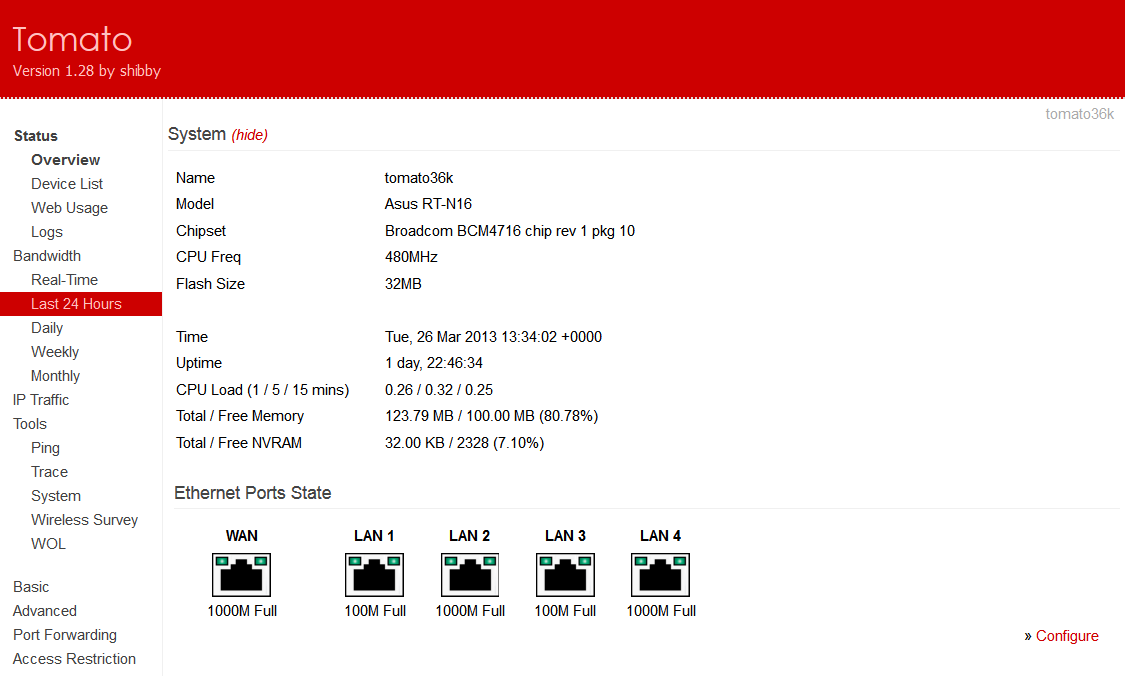 Tomato
Version 1.28 by shibby
tomato36k
Status
Overview
Device List
Web Usage
Logs
Bandwidth
Real-Time
Last 24 Hours
Daily
Weekly
Monthly
IP Traffic
Tools
Ping
Trace
System
Wireless Survey
WOL
Basic
Advanced
Port Forwarding
Access Restriction
System (hide)
Name tomato36k
Model Asus RT-N16
Chipset Broadcom BCM4716 chip rev 1 pkg 10
CPU Freq 480MHz
Flash Size 32MB
Time Tue, 26 Mar 2013 13:34:02 +0000
Uptime 1 day, 22:46:34
CPU Load (1 / 5 / 15 mins) 0.26 / 0.32 / 0.25
Total / Free Memory 123.79 MB / 100.00 MB (80.78%)
Total / Free NVRAM 32.00 KB / 2328 (7.10%)
Ethernet Ports State
WAN LAN 1 LAN 2 LAN 3 LAN 4
1000M Full 100M Full 1000M Full 100M Full 1000M Full
» Configure